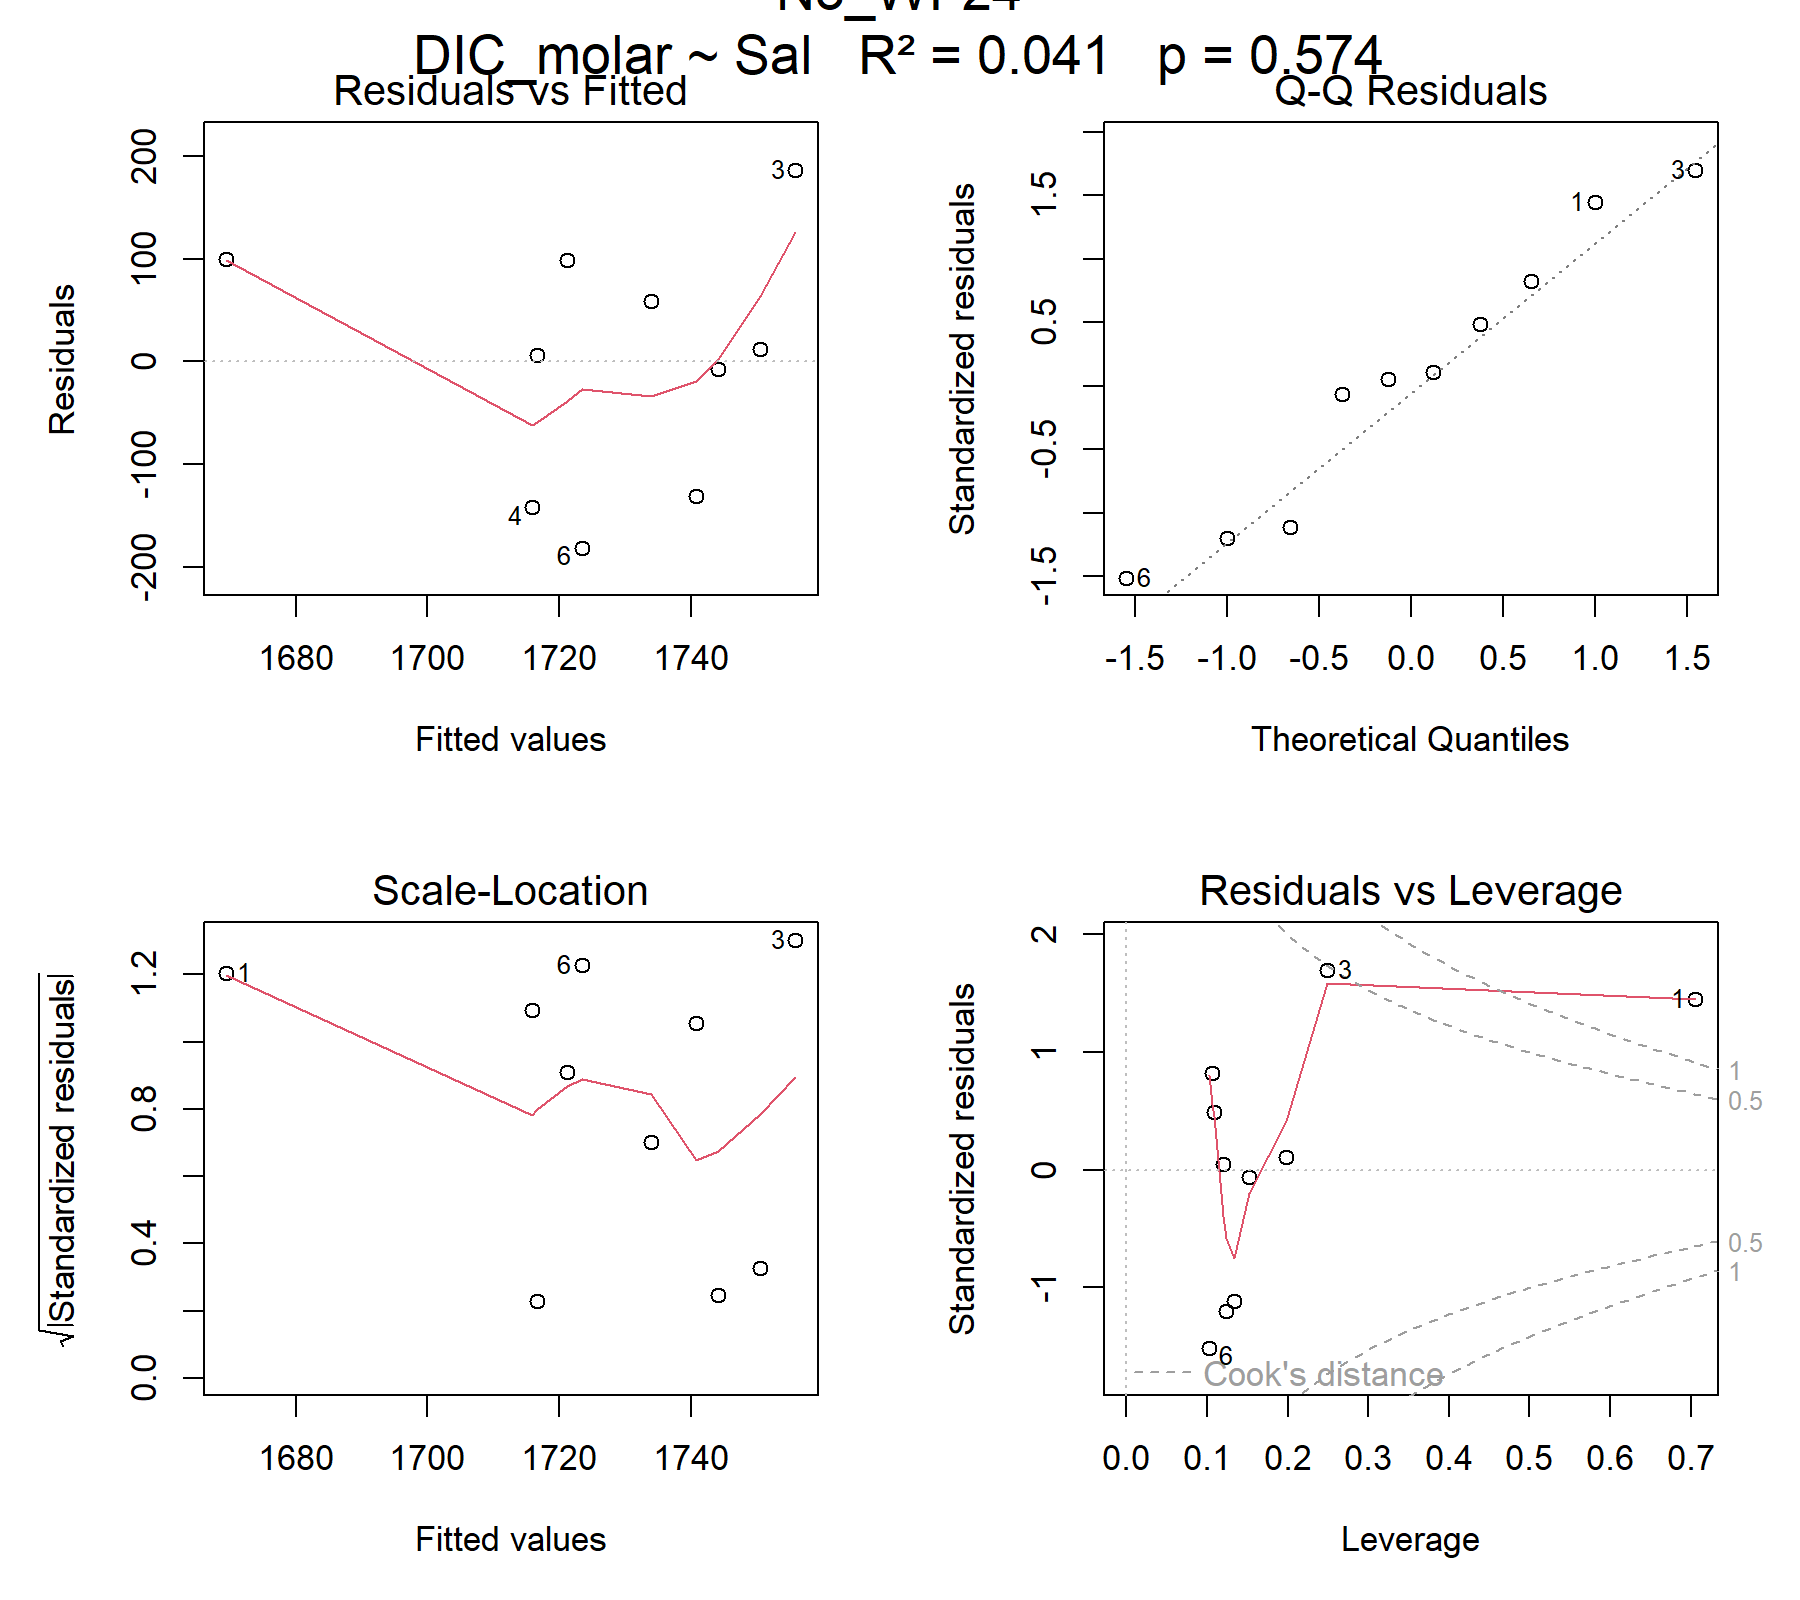 DIC_molar ~ Sal R² = 0.041 p = 0.574
Residuals vs Fitted
200
100
0
-100
-200
Residuals
3
4
6
1680 1700 1720 1740
Fitted values
Q-Q Residuals
1.5
0.5
-0.5
-1.5
Standardized residuals
3
1
6
-1.5 -1.0 -0.5 0.0 0.5 1.0 1.5
Theoretical Quantiles
Scale-Location
1.2
0.8
0.4
0.0
√|Standardized residuals|
1
6
3
1680 1700 1720 1740
Fitted values
Residuals vs Leverage
2
1
0
-1
Standardized residuals
3
1
6
1
0.5
0.5
1
Cook's distance
0.0 0.1 0.2 0.3 0.4 0.5 0.6 0.7
Leverage